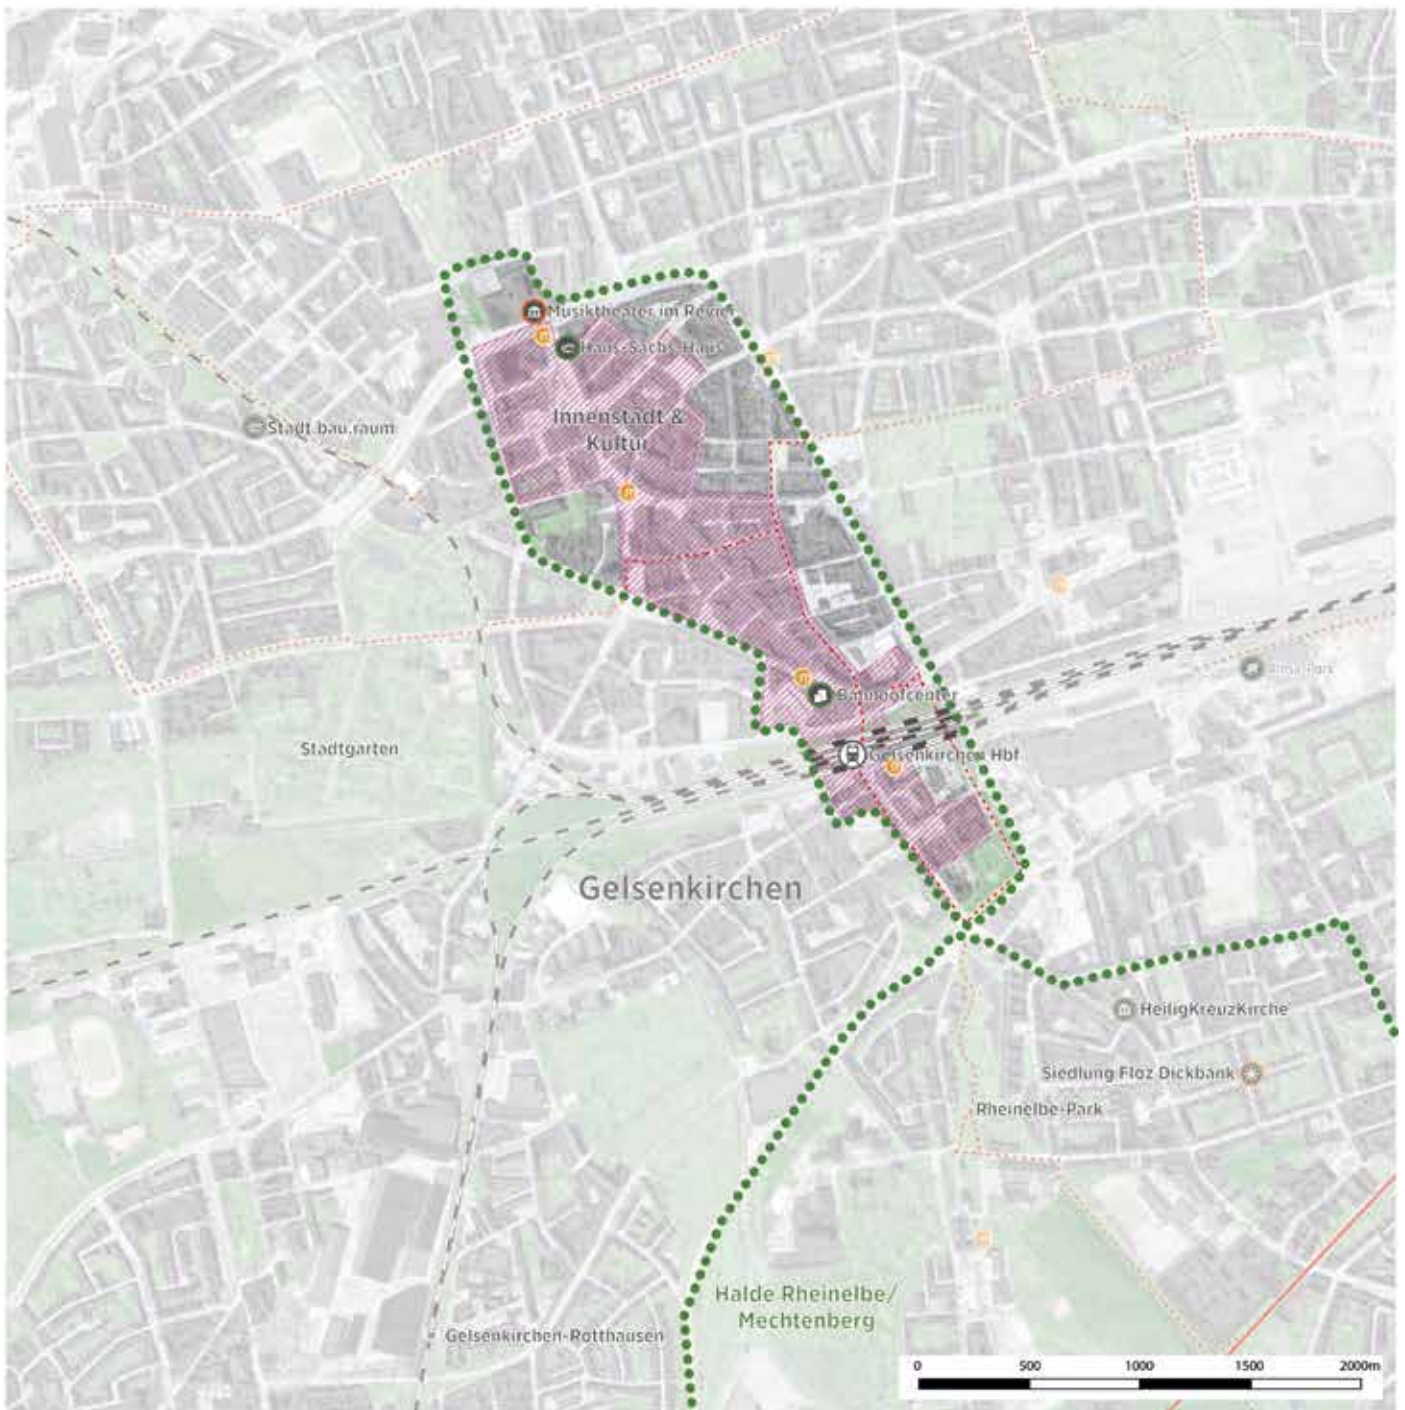 Musiktheater im Revier
Hans-Sachs-Haus
Innenstadt &
Kultur
Stadt.bau.raum
Bahnhofcenter
Stadtgarten
Gelsenkirchen Hbf
Gelsenkirchen
HeiligKreuzKirche
Siedlung Floz Dickbank
Rheinelbe-Park
Halde Rheinelbe/
Mechtenberg
Gelsenkirchen-Rotthausen
0 500 1000 1500 2000m